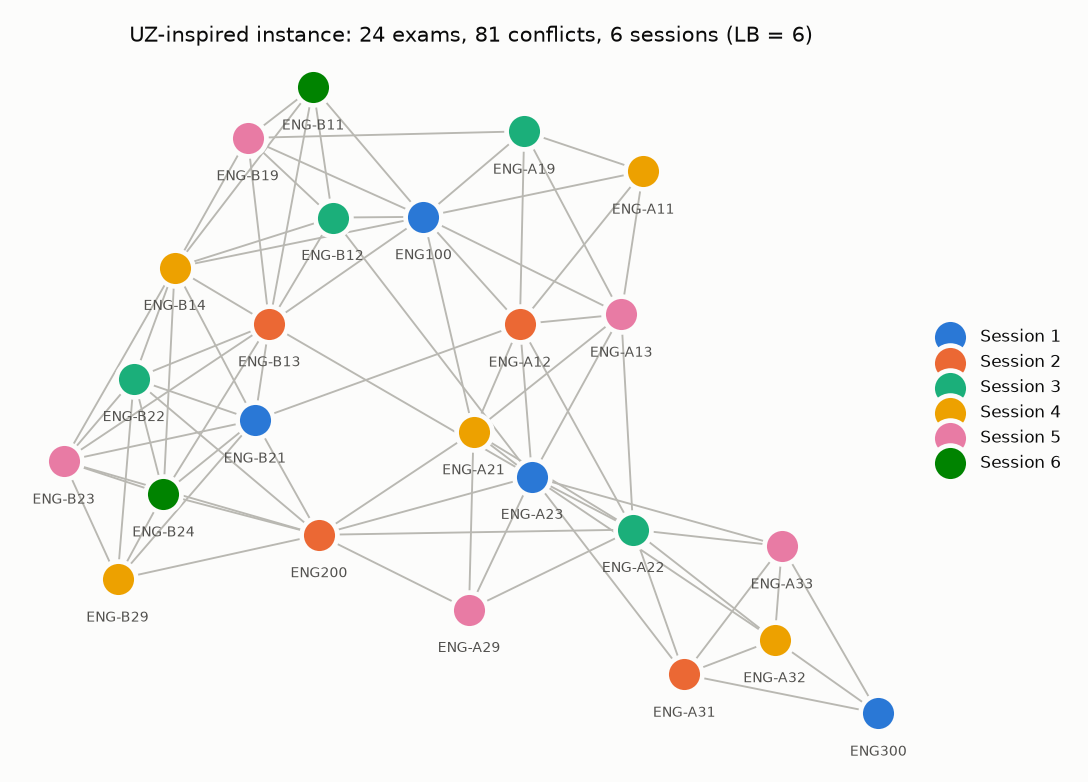 UZ-inspired instance: 24 exams, 81 conflicts, 6 sessions (LB = 6)
ENG-B11
ENG-A19
ENG-B19
ENG-A11
ENG-B12
ENG100
ENG-B14
ENG-A13
ENG-B13
ENG-A12
ENG-B22
ENG-B21
ENG-A21
ENG-B23
ENG-A23
ENG-B24
ENG-A22
ENG200
ENG-A33
ENG-B29
ENG-A29
ENG-A32
ENG-A31
ENG300
Session 1
Session 2
Session 3
Session 4
Session 5
Session 6